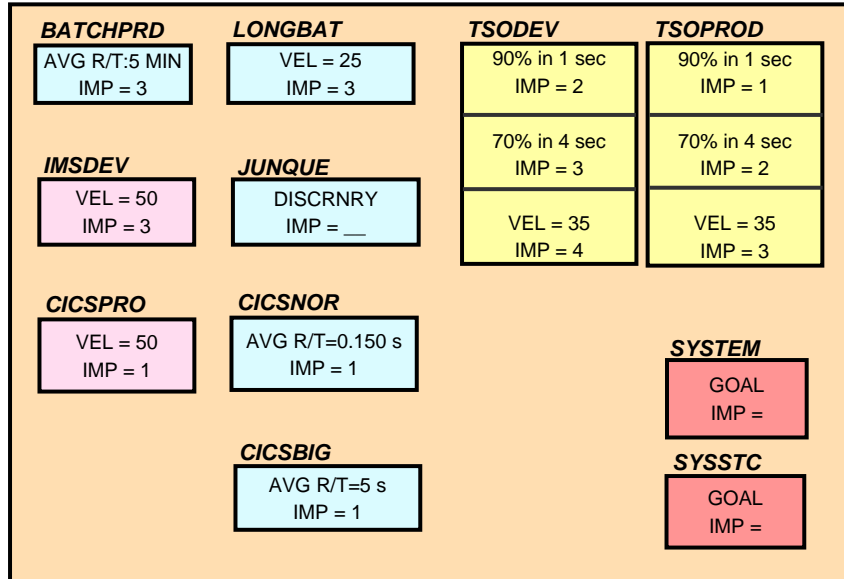 BATCHPRD
AVG R/T:5 MIN
IMP = 3
LONGBAT
VEL = 25
IMP = 3
TSODEV
90% in 1 sec
IMP = 2
70% in 4 sec
IMP = 3
VEL = 35
IMP = 4
TSOPROD
90% in 1 sec
IMP = 1
70% in 4 sec
IMP = 2
VEL = 35
IMP = 3
IMSDEV
VEL = 50
IMP = 3
JUNQUE
DISCRNRY
IMP = __
CICSPRO
VEL = 50
IMP = 1
CICSNOR
AVG R/T=0.150 s
IMP = 1
SYSTEM
GOAL
IMP =
CICSBIG
AVG R/T=5 s
IMP = 1
SYSSTC
GOAL
IMP =